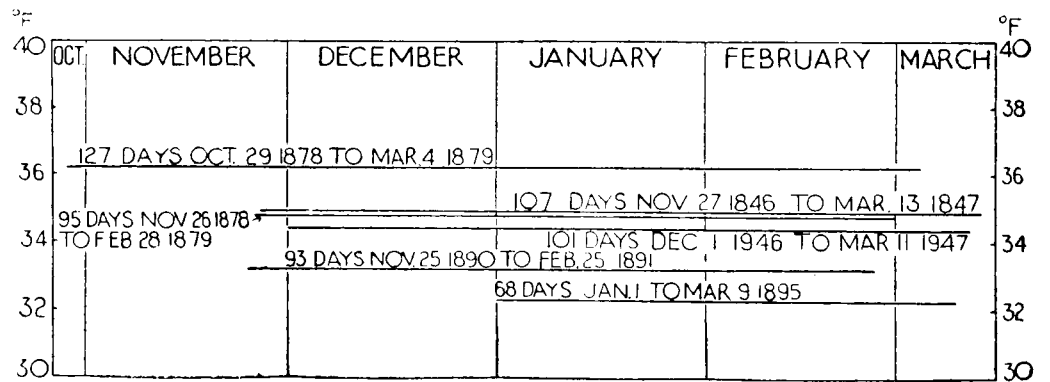 °F °F
40 OCT. NOVEMBER DECEMBER JANUARY FEBRUARY MARCH 40
38 38
127 DAYS OCT. 29 1878 TO MAR. 4 1879
36 36
107 DAYS NOV 27 1846 TO MAR. 13 1847
95 DAYS NOV 26 1878
TO FEB 28 1879
34 34
101 DAYS DEC 1 1946 TO MAR 11 1947
93 DAYS NOV. 25 1890 TO FEB. 25 1891
68 DAYS JAN. 1 TO MAR 9 1895
32 32
30 30